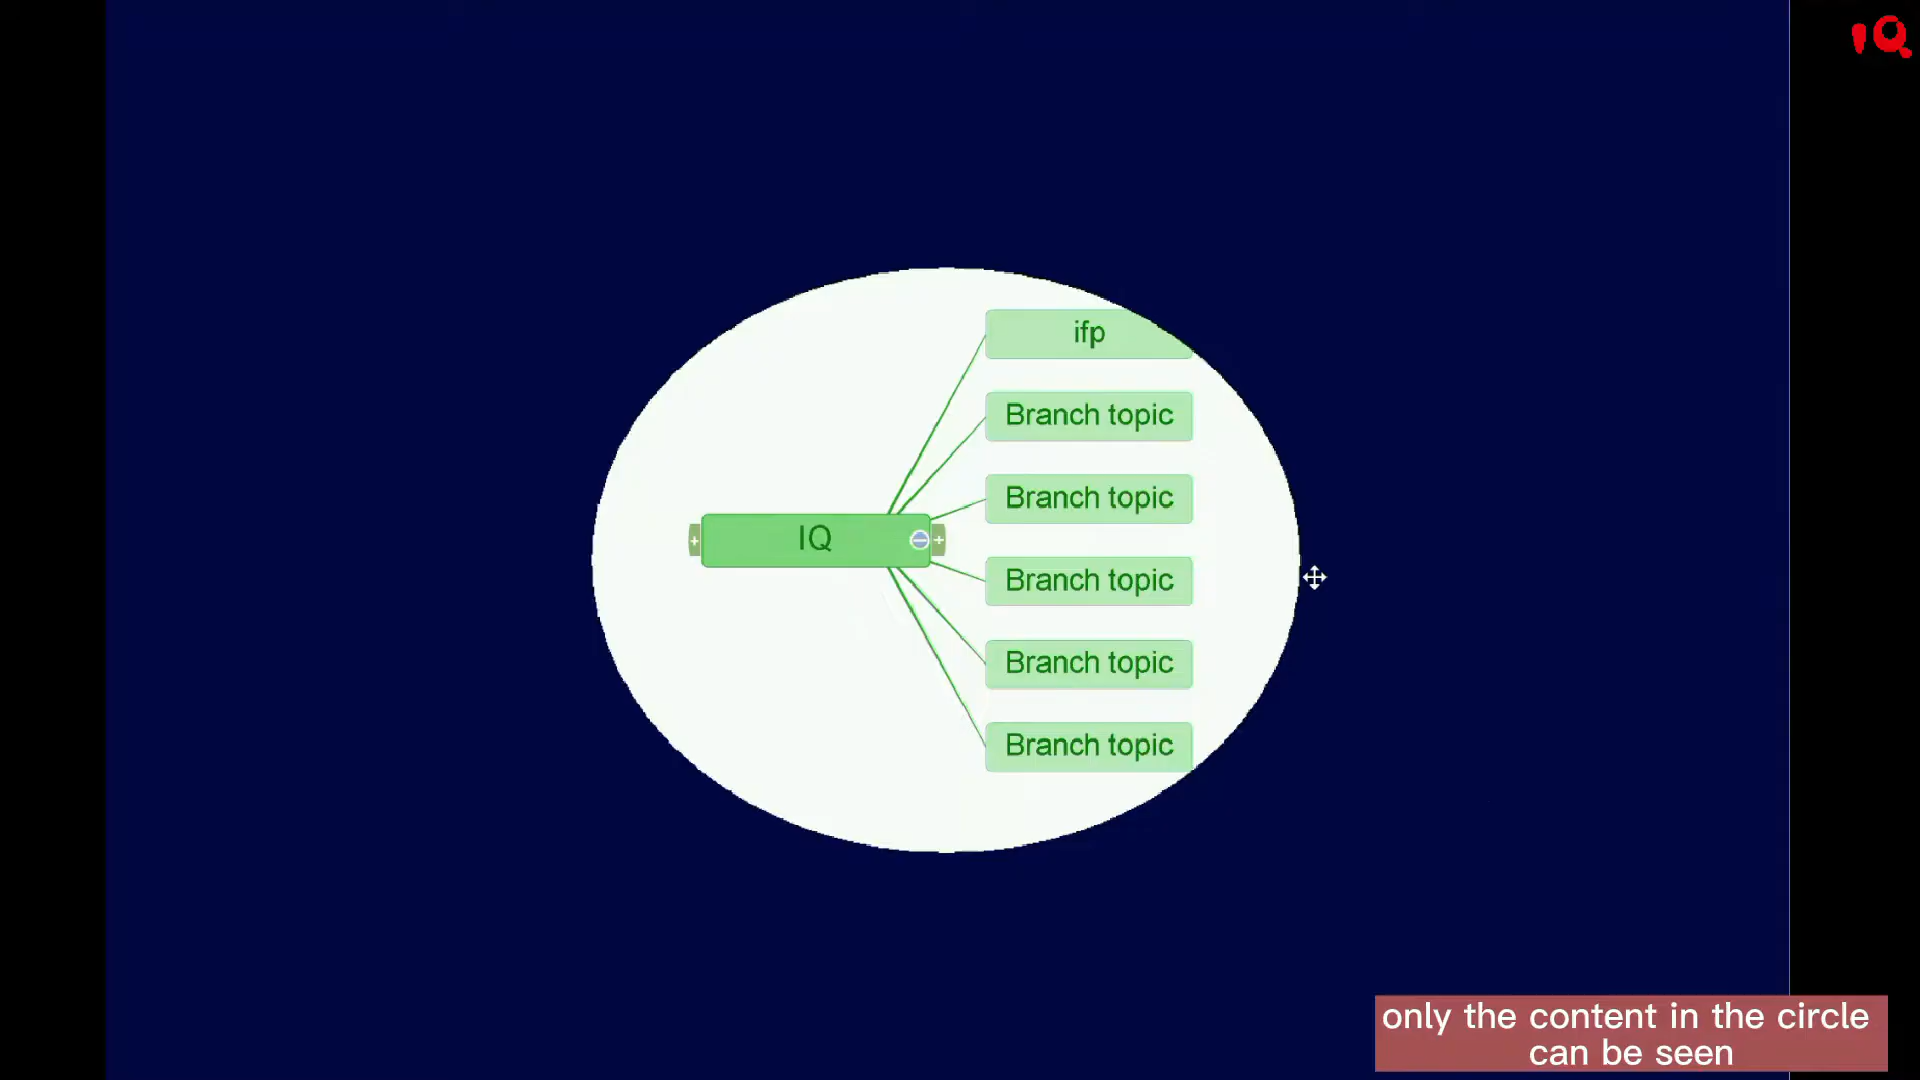 IQ
ifp
Branch topic
Branch topic
IQ
Branch topic
Branch topic
Branch topic
only the content in the circle
can be seen